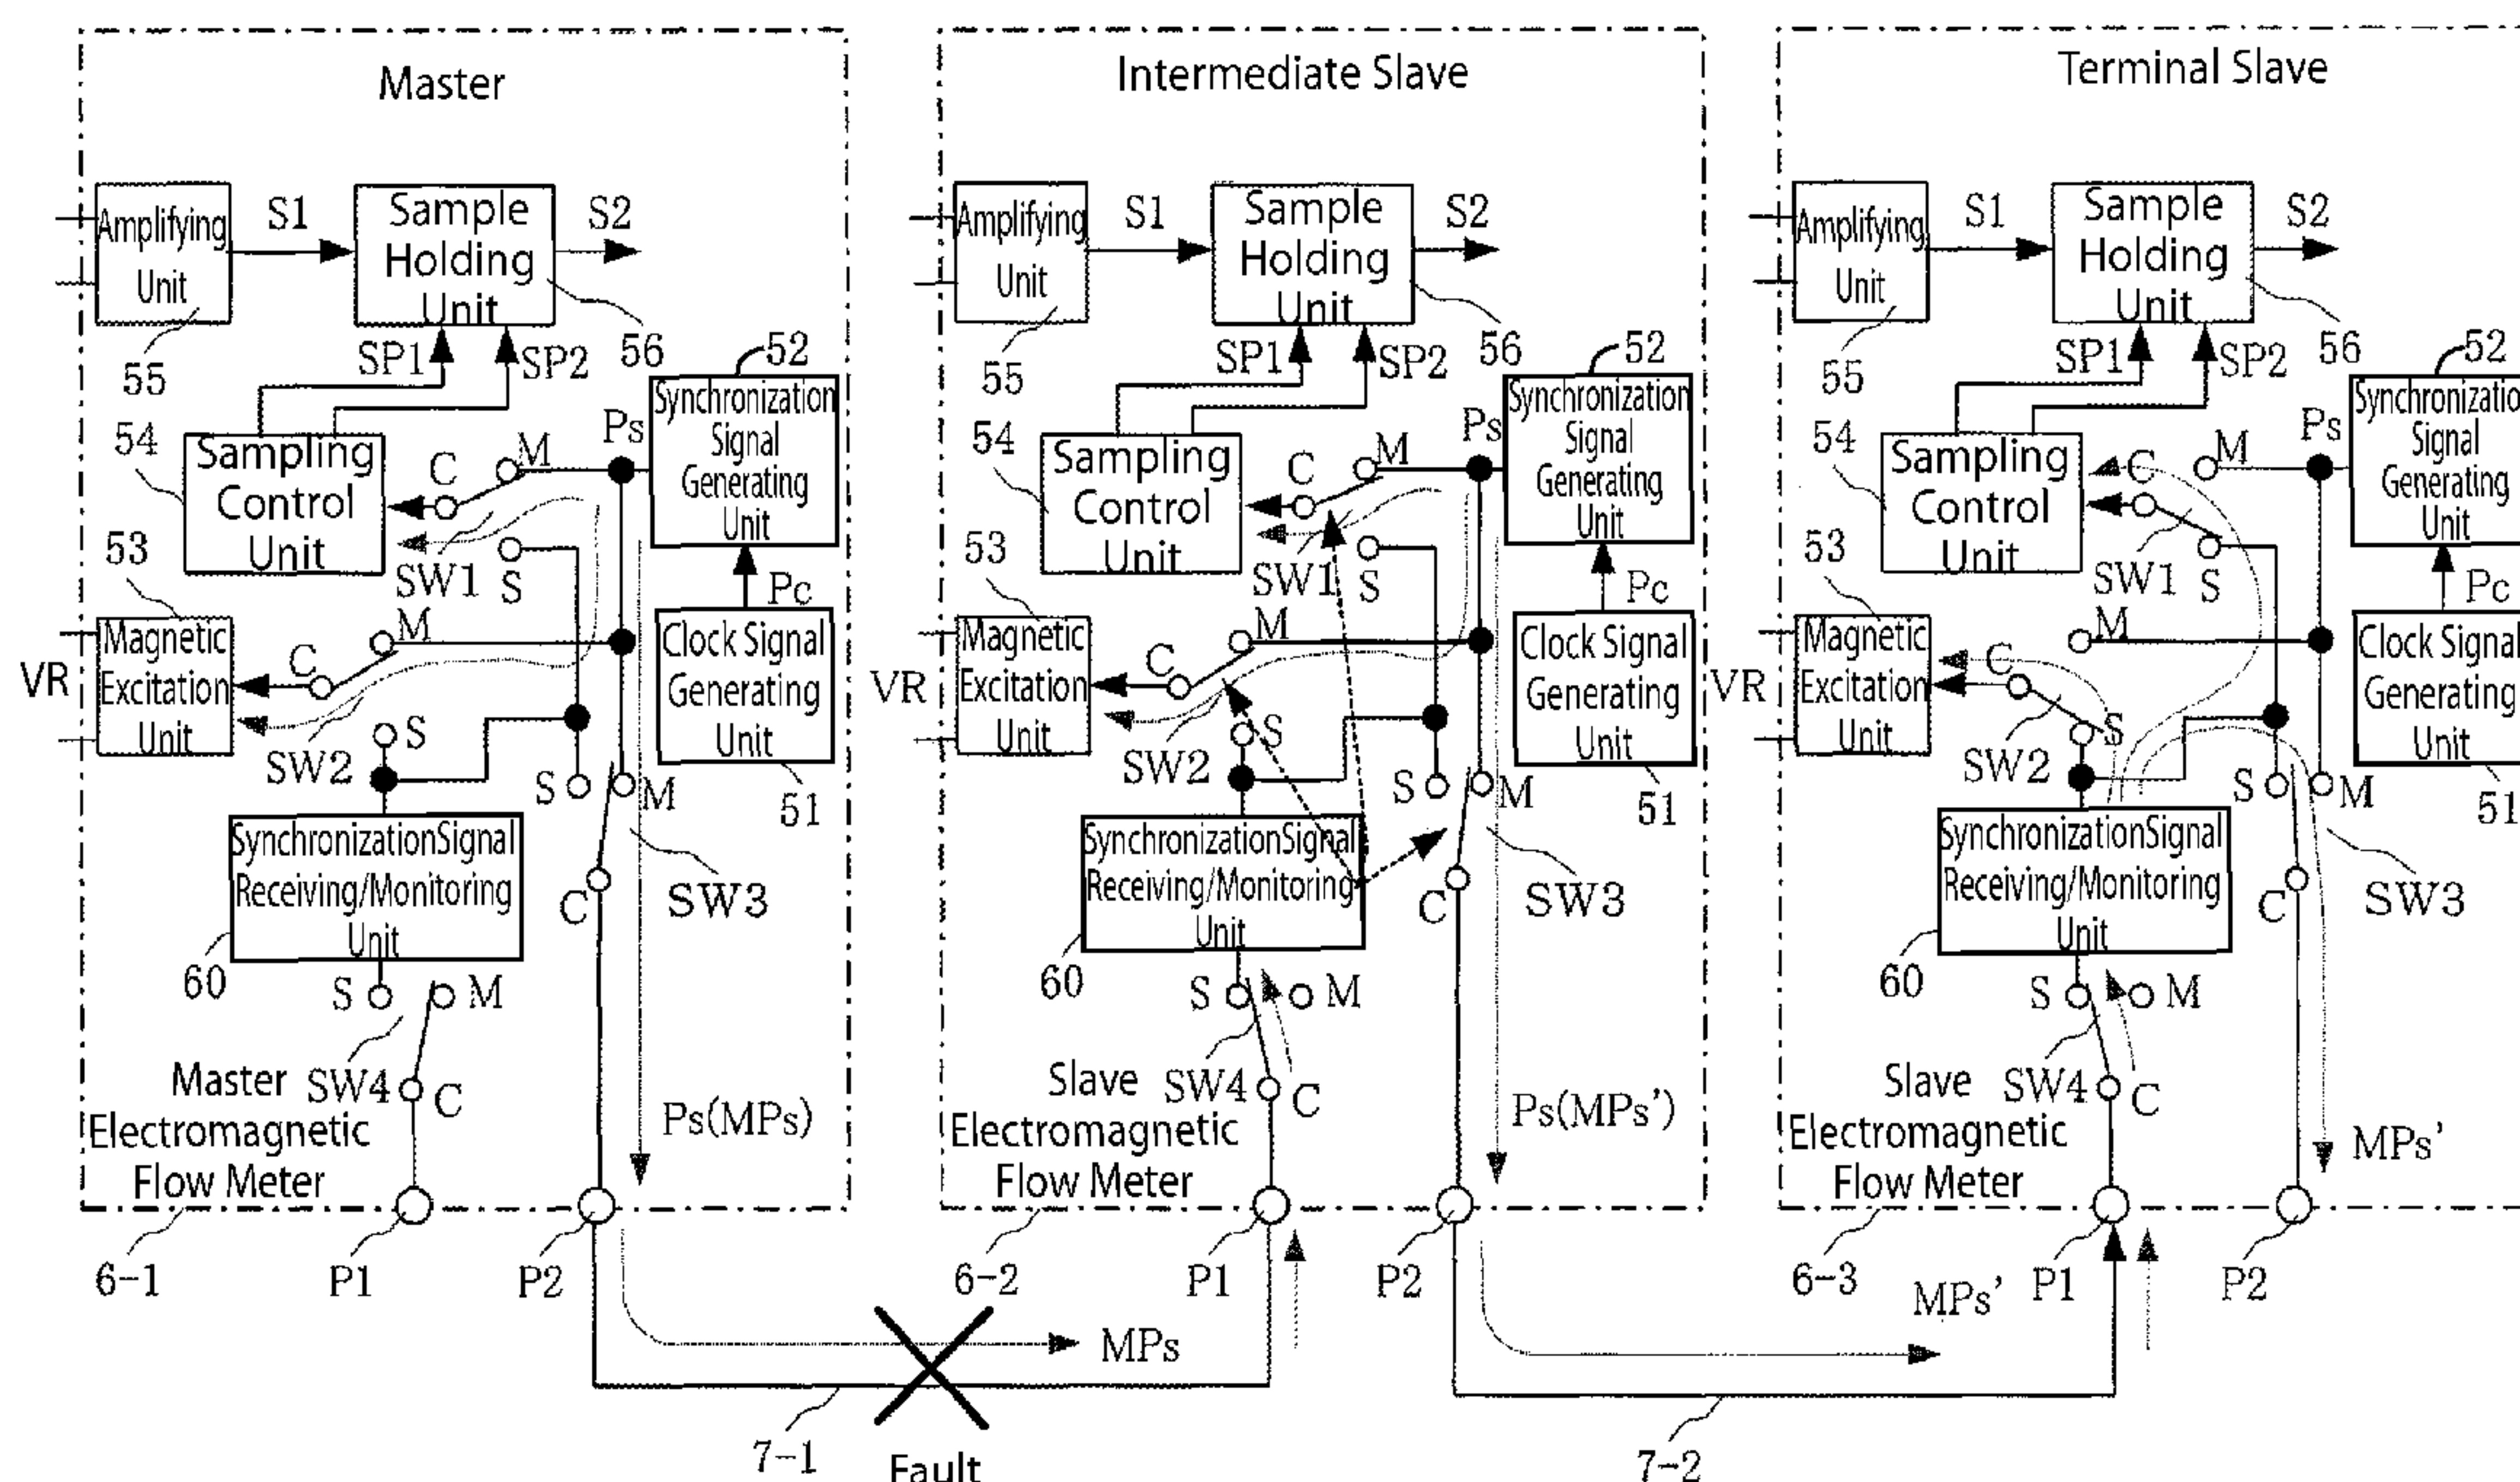 Master
Amplifying
Unit
S1
Sample
Holding
Unit
S2
55
SP1
SP2
56
52
Synchronization
Signal
Generating
Unit
Ps
54
Sampling
Control
Unit
C
M
SW1
S
Pc
53
Magnetic
Excitation
Unit
VR
C
M
Clock Signal
Generating
Unit
SW2
S
S
M
51
SynchronizationSignal
Receiving/Monitoring
Unit
C
SW3
60
S
M
Master
Electromagnetic
Flow Meter
SW4
C
Ps(MPs)
6-1
P1
P2
Intermediate Slave
Amplifying
Unit
S1
Sample
Holding
Unit
S2
55
SP1
SP2
56
52
Synchronization
Signal
Generating
Unit
Ps
54
Sampling
Control
Unit
C
M
SW1
S
Pc
53
Magnetic
Excitation
Unit
VR
C
M
Clock Signal
Generating
Unit
SW2
S
S
M
51
SynchronizationSignal
Receiving/Monitoring
Unit
C
SW3
60
S
M
Slave
Electromagnetic
Flow Meter
SW4
C
Ps(MPs')
6-2
P1
P2
Terminal Slave
Amplifying
Unit
S1
Sample
Holding
Unit
S2
55
SP1
SP2
56
52
Synchronizatio
Signal
Generating
Unit
Ps
54
Sampling
Control
Unit
C
M
SW1
S
Pc
53
Magnetic
Excitation
Unit
VR
C
M
Clock Signal
Generating
Unit
SW2
S
S
M
51
SynchronizationSignal
Receiving/Monitoring
Unit
C
SW3
60
S
M
Slave
Electromagnetic
Flow Meter
SW4
C
MPs'
6-3
P1
P2
MPs
MPs'
7-1
Fault
7-2